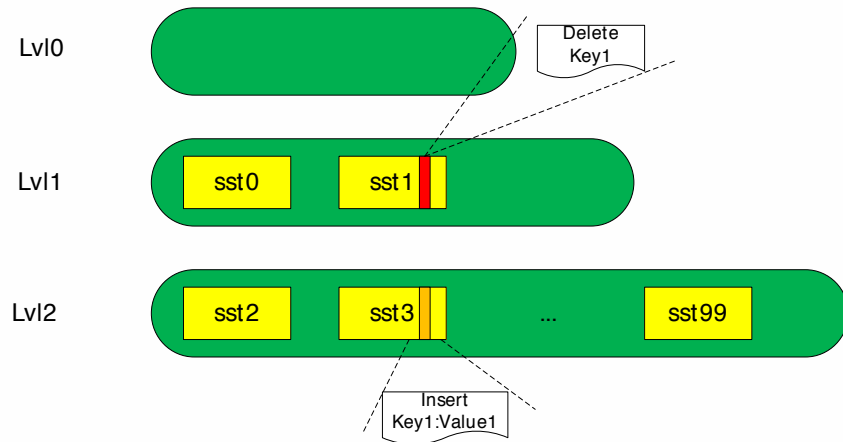 Lvl0
Delete
Key1
Lvl1
sst0
sst1
Lvl2
sst2
sst3
...
sst99
Insert
Key1:Value1